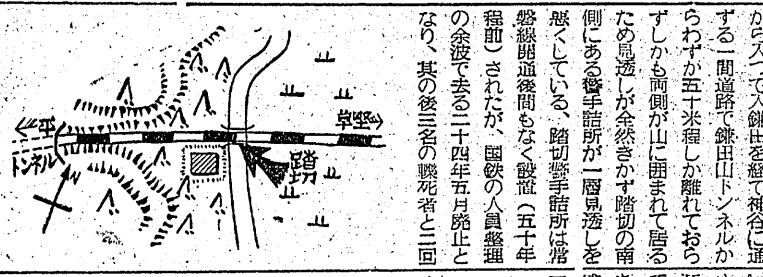 から入つて大鎌田を経て神谷に通
ずる一間道路で鎌田山トンネルか
らわずか五十米程しか離れておら
ずしかも両側が山に囲まれて居る
ため見透しが全然きかず踏切の南
側にある警手詰所が一層見透しを
悪くしている、踏切警手詰所は常
磐線開通後間もなく設置(五十年
程前)されたが、国鉄の人員整理
の余波で去る二十四年五月廃止と
なり、其の後三名の轢死者と二回
草野
平
トンネル
踏切
N